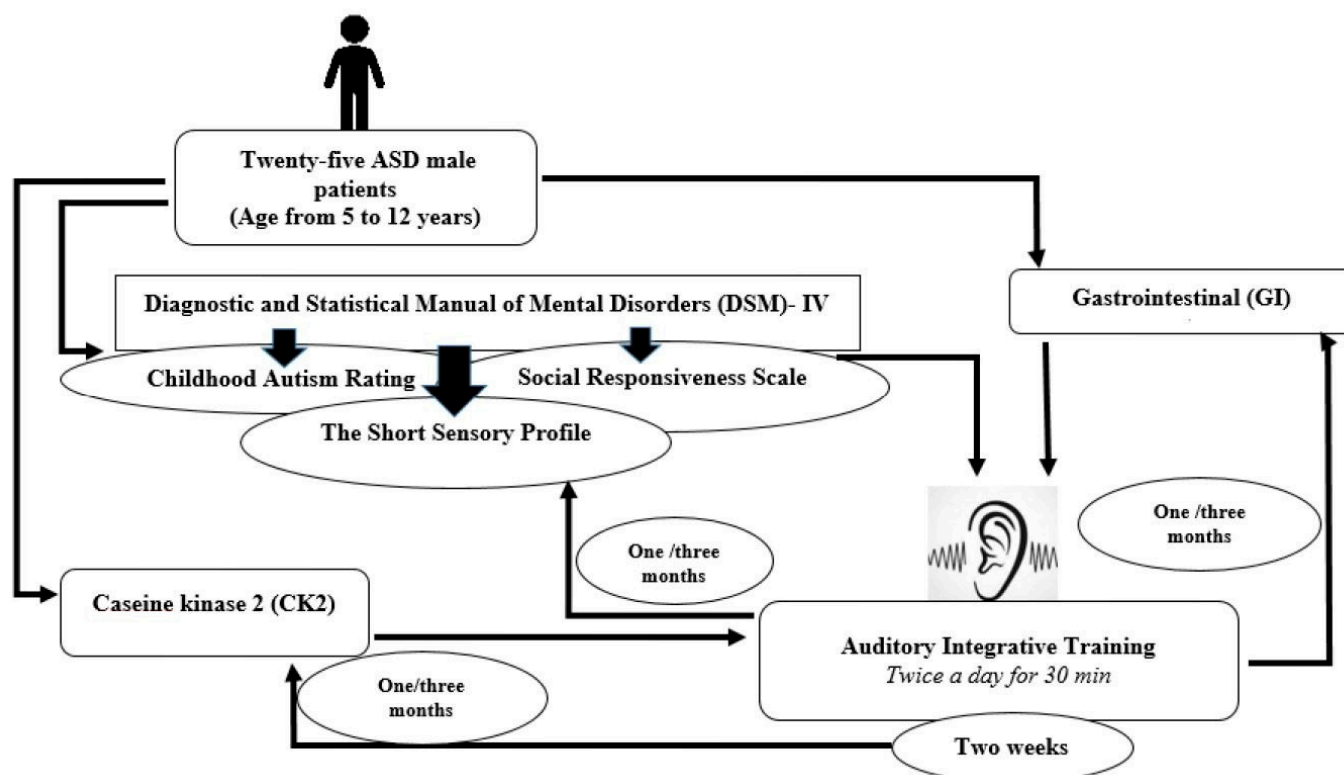 Twenty-five ASD male
patients
(Age from 5 to 12 years)
Diagnostic and Statistical Manual of Mental Disorders (DSM)- IV
Gastrointestinal (GI)
Childhood Autism Rating
Social Responsiveness Scale
The Short Sensory Profile
One /three
months
One /three
months
Caseine kinase 2 (CK2)
Auditory Integrative Training
Twice a day for 30 min
One/three
months
Two weeks